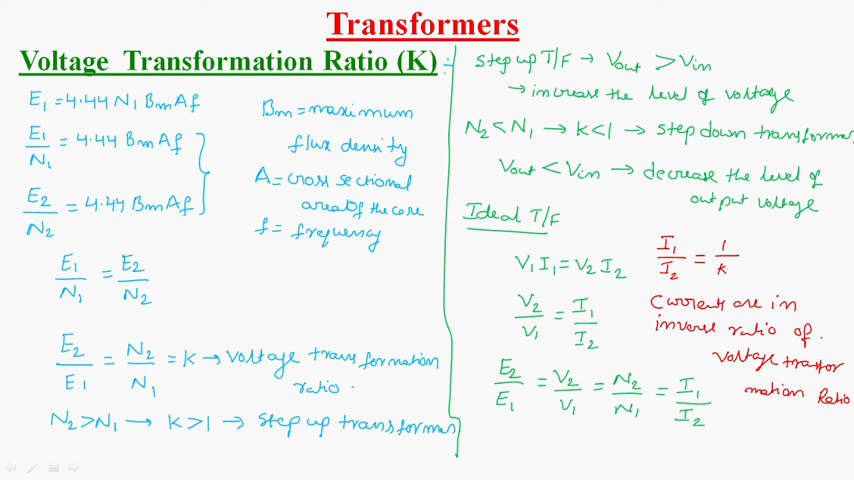 Transformers
Voltage Transformation Ratio (K) :-
E₁ = 4.44 N₁ Bm A f
E₁/N₁ = 4.44 Bm A f
E₂/N₂ = 4.44 Bm A f
Bm = maximum
flux density
A = cross sectional
area of the core
f = frequency
E₁/N₁ = E₂/N₂
E₂/E₁ = N₂/N₁ = K → Voltage transformation
ratio.
N₂ > N₁ → K > 1 → step up transformer
step up T/F → Vout > Vin
→ increase the level of voltage
N₂ < N₁ → K < 1 → step down transformer
Vout < Vin → decrease the level of
output voltage
Ideal T/F
V₁ I₁ = V₂ I₂
V₂/V₁ = I₁/I₂
E₂/E₁ = V₂/V₁ = N₂/N₁ = I₁/I₂
I₁/I₂ = 1/K
Current are in
inverse ratio of.
voltage transfor
mation Ratio